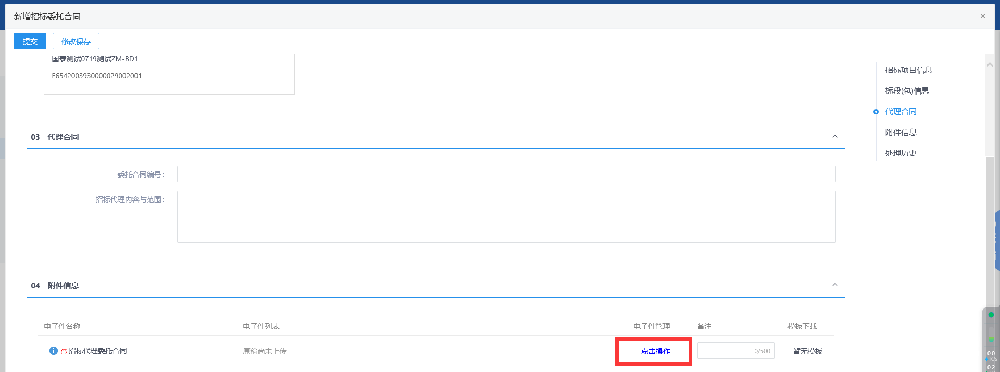 新增招标委托合同
×
提交 修改保存
国泰测试0719测试ZM-BD1
E6542003930000029002001
招标项目信息
标段(包)信息
代理合同
附件信息
处理历史
03 代理合同
委托合同编号:
招标代理内容与范围:
04 附件信息
电子件名称 电子件列表 电子件管理 备注 模板下载
(*)招标代理委托合同 原稿尚未上传 点击操作 0/500 暂无模板
0.0
K/s
0.2